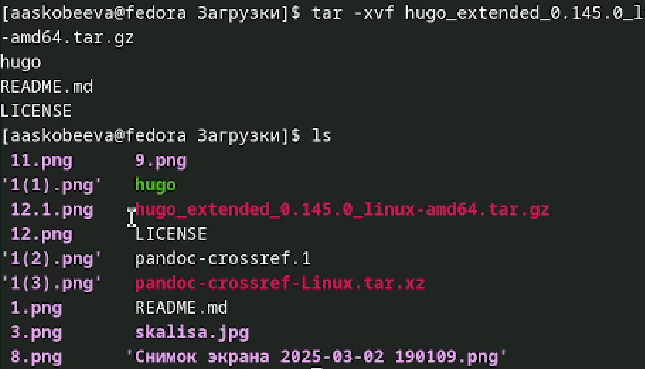 [aaskobeeva@fedora Загрузки]$ tar -xvf hugo_extended_0.145.0_l
-amd64.tar.gz
hugo
README.md
LICENSE
[aaskobeeva@fedora Загрузки]$ ls
11.png 9.png
'1(1).png' hugo
12.1.png hugo_extended_0.145.0_linux-amd64.tar.gz
12.png LICENSE
'1(2).png' pandoc-crossref.1
'1(3).png' pandoc-crossref-Linux.tar.xz
1.png README.md
3.png skalisa.jpg
8.png 'Снимок экрана 2025-03-02 190109.png'